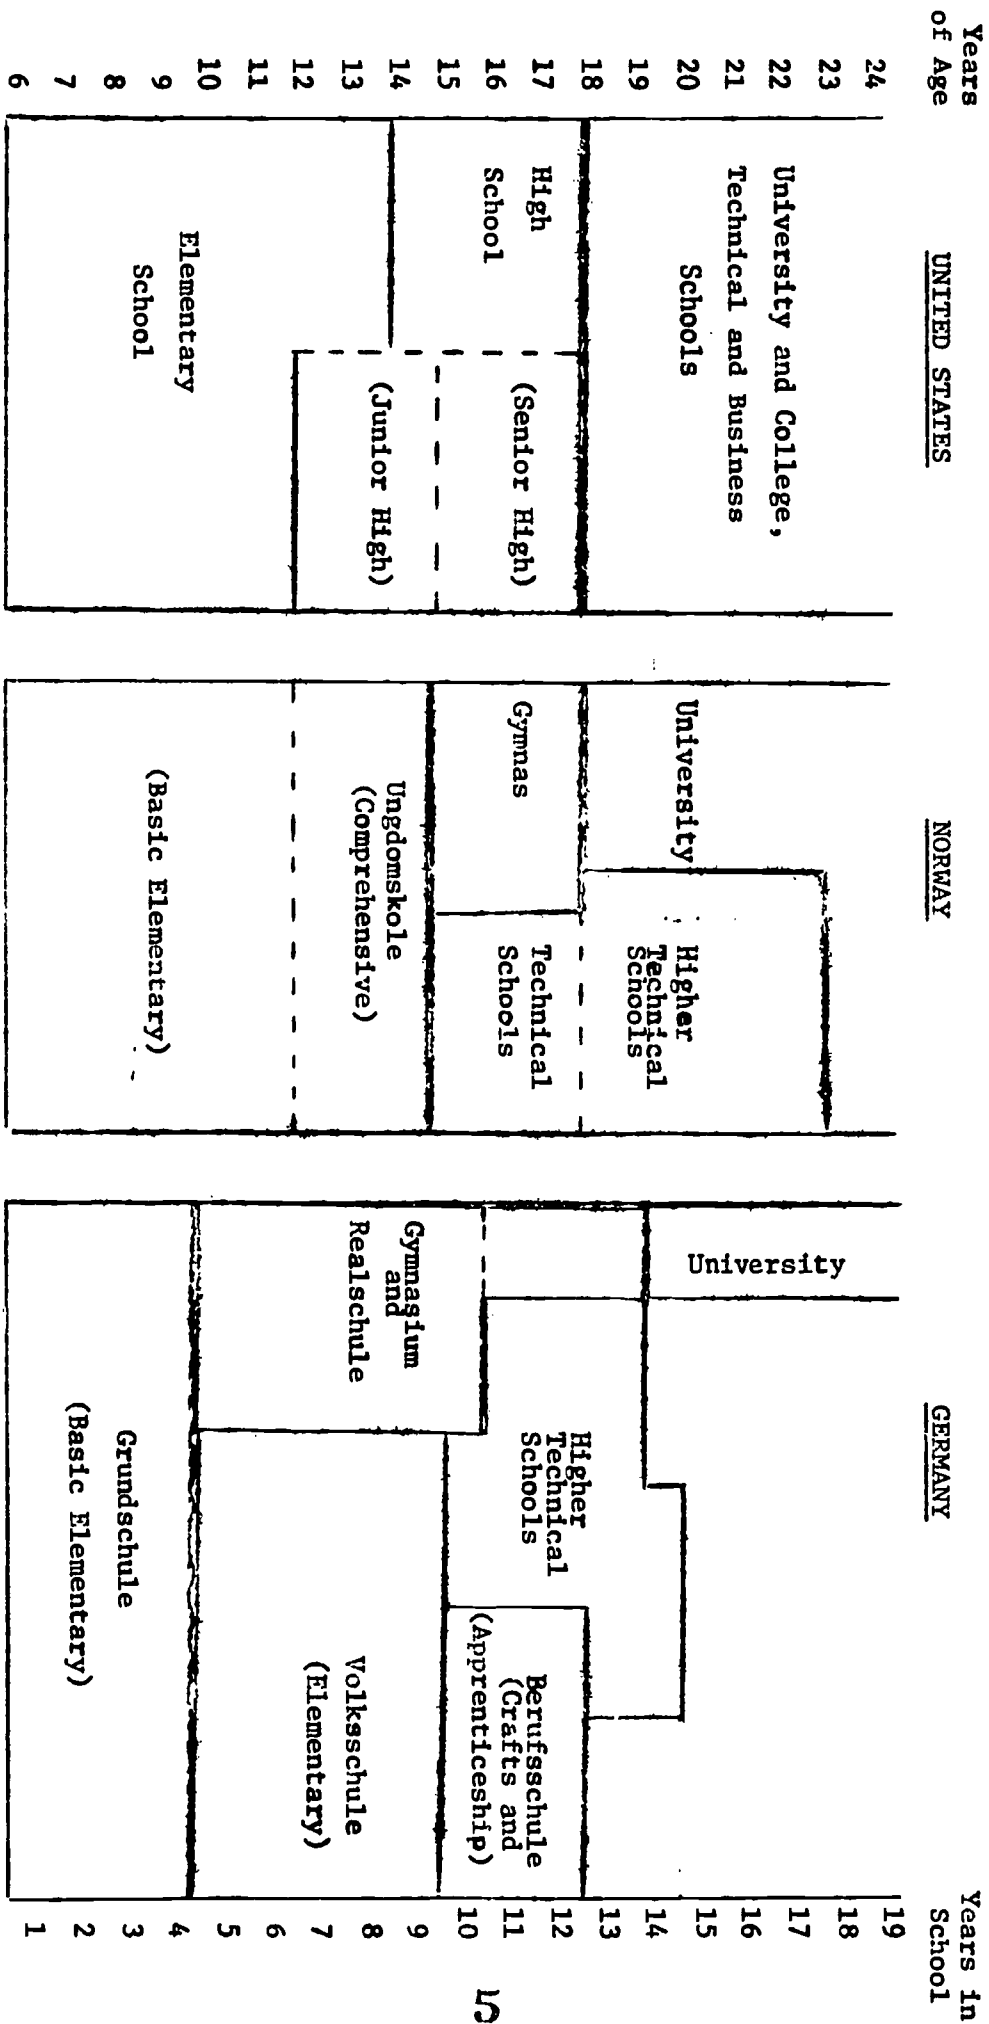 Years
of Age
UNITED STATES
NORWAY
GERMANY
Years in
School
24
23
22
21
20
19
18
17
16
15
14
13
12
11
10
9
8
7
6
University and College,
Technical and Business
Schools
High
School
(Senior High)
(Junior High)
Elementary
School
University
Higher
Technical
Schools
Gymnas
Technical
Schools
Ungdomskole
(Comprehensive)
(Basic Elementary)
University
Higher
Technical
Schools
Gymnasium
and
Realschule
Berufsschule
(Crafts and
(Apprenticeship)
Volksschule
(Elementary)
Grundschule
(Basic Elementary)
19
18
17
16
15
14
13
12
11
10
9
8
7
6
5
4
3
2
1
5